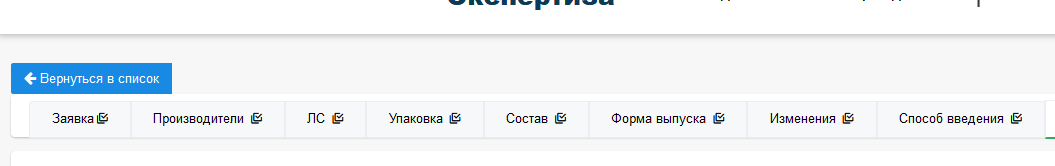 Экспертиза
Вернуться в список
Заявка Производители ЛС Упаковка Состав Форма выпуска Изменения Способ введения